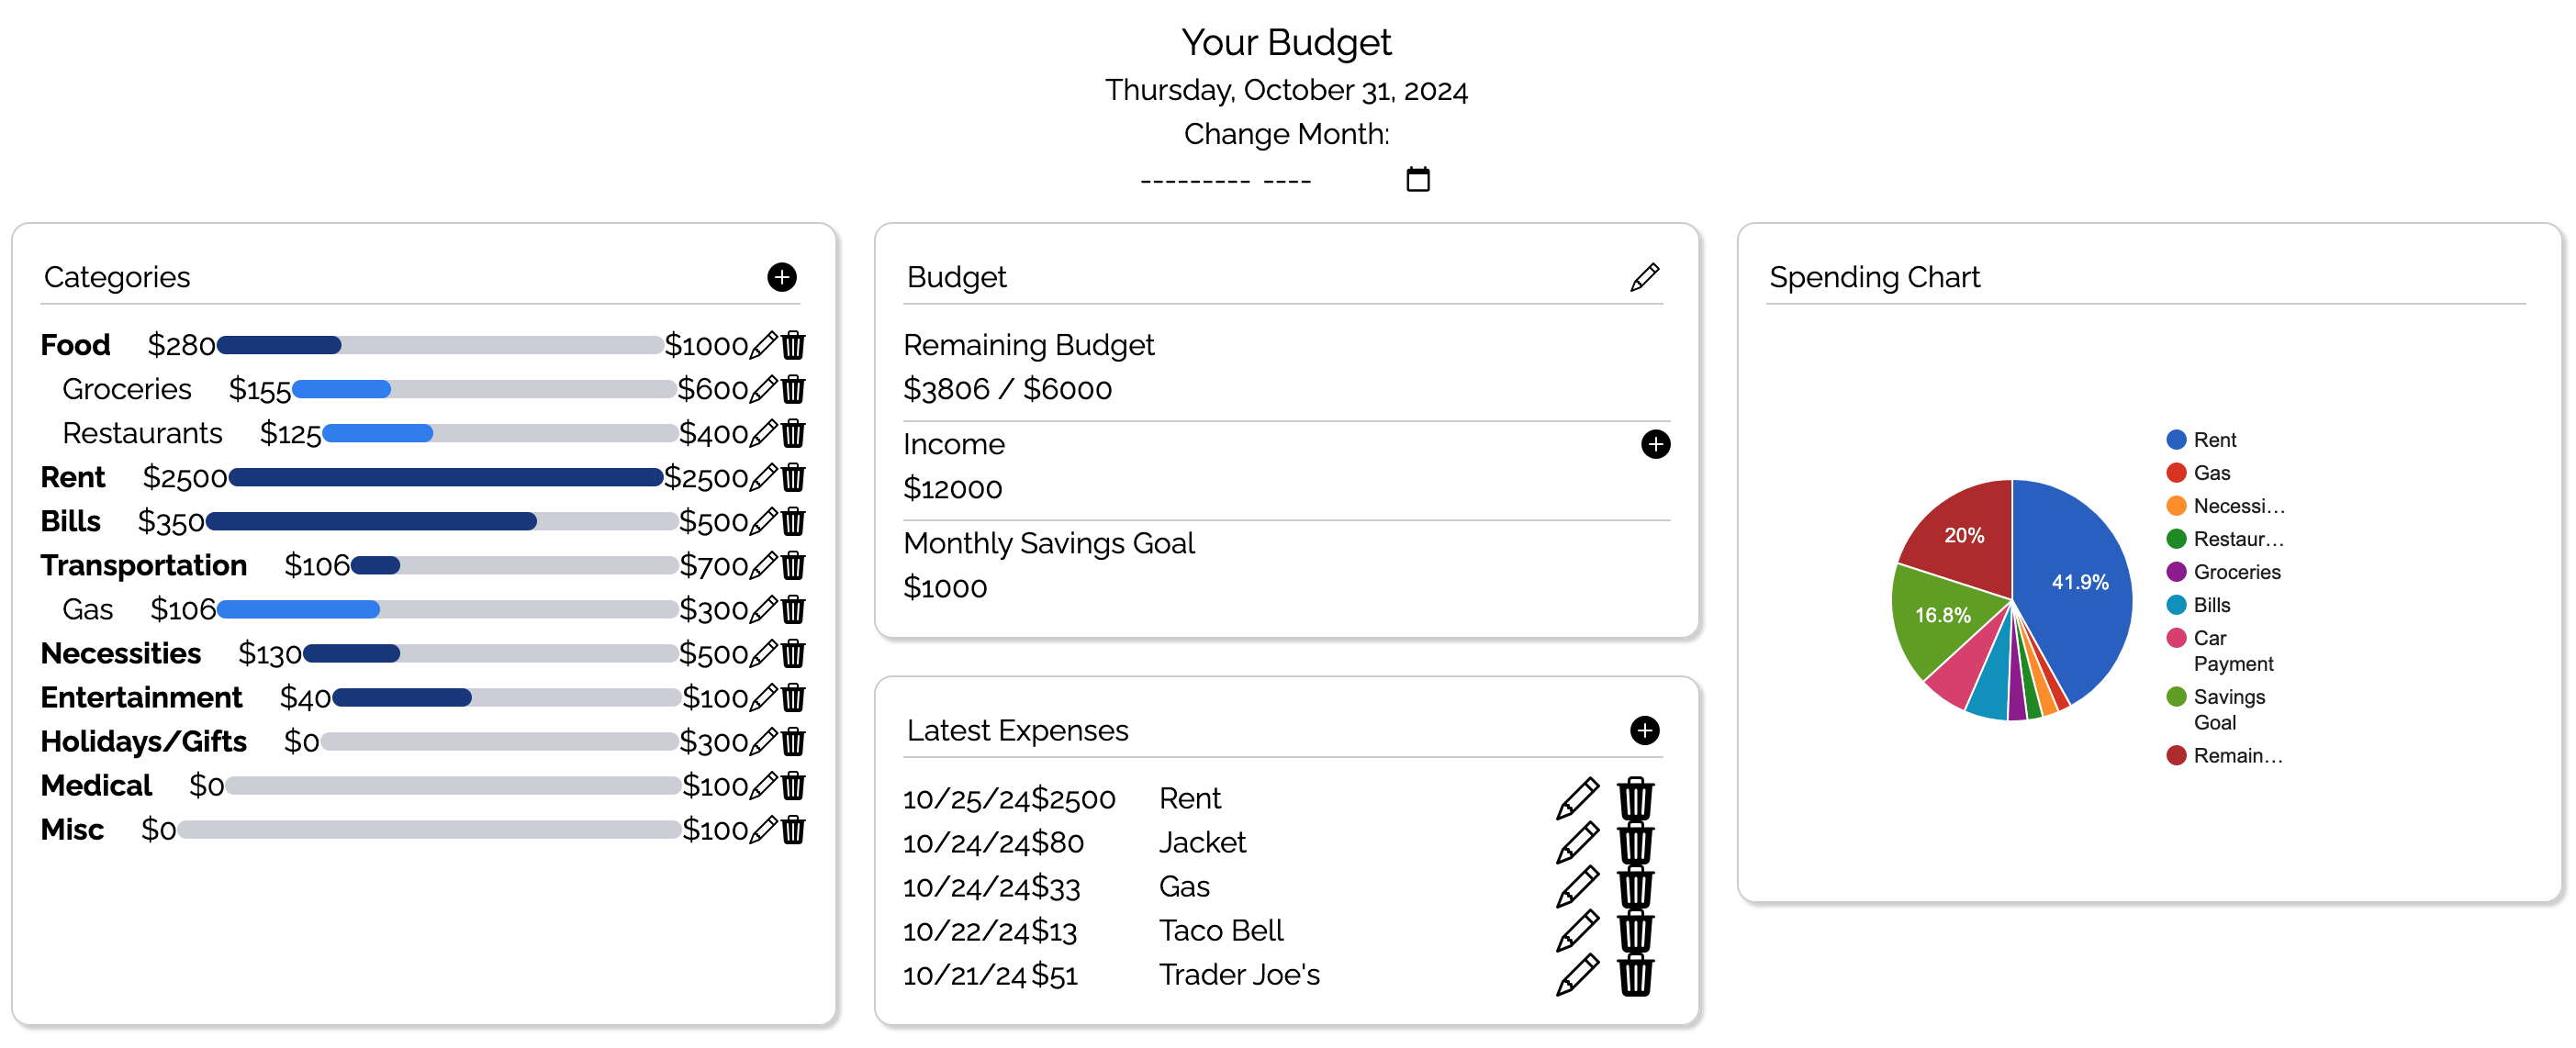 Your Budget
Thursday, October 31, 2024
Change Month:
--------- ----
Categories
Food $280 $1000
Groceries $155 $600
Restaurants $125 $400
Rent $2500 $2500
Bills $350 $500
Transportation $106 $700
Gas $106 $300
Necessities $130 $500
Entertainment $40 $100
Holidays/Gifts $0 $300
Medical $0 $100
Misc $0 $100
Budget
Remaining Budget
$3806 / $6000
Income
$12000
Monthly Savings Goal
$1000
Latest Expenses
10/25/24 $2500 Rent
10/24/24 $80 Jacket
10/24/24 $33 Gas
10/22/24 $13 Taco Bell
10/21/24 $51 Trader Joe's
Spending Chart
20%
41.9%
16.8%
Rent
Gas
Necessi...
Restaur...
Groceries
Bills
Car
Payment
Savings
Goal
Remain...